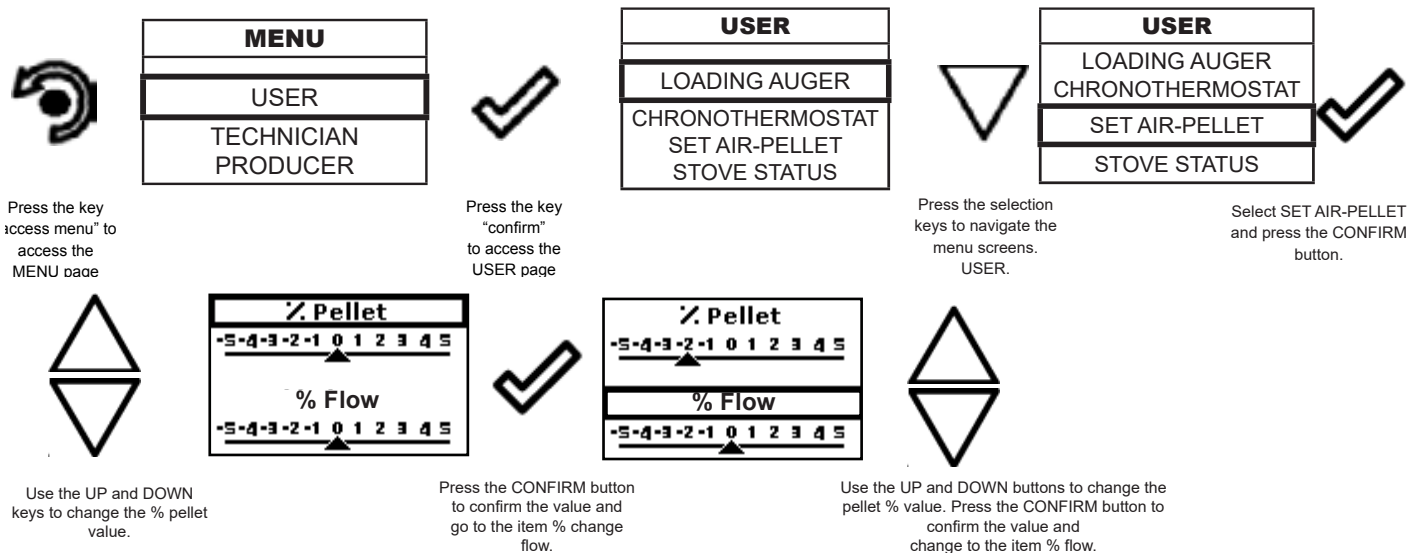 MENU
USER
TECHNICIAN
PRODUCER
USER
LOADING AUGER
CHRONOTHERMOSTAT
SET AIR-PELLET
STOVE STATUS
USER
LOADING AUGER
CHRONOTHERMOSTAT
SET AIR-PELLET
STOVE STATUS
Press the key
access menu” to
access the
MENU page
Press the key
“confirm”
to access the
USER page
Press the selection
keys to navigate the
menu screens.
USER.
Select SET AIR-PELLET
and press the CONFIRM
button.
% Pellet
-5-4-3-2-1 0 1 2 3 4 5
% Flow
-5-4-3-2-1 0 1 2 3 4 5
% Pellet
-5-4-3-2-1 0 1 2 3 4 5
% Flow
-5-4-3-2-1 0 1 2 3 4 5
Use the UP and DOWN
keys to change the % pellet
value.
Press the CONFIRM button
to confirm the value and
go to the item % change
flow.
Use the UP and DOWN buttons to change the
pellet % value. Press the CONFIRM button to
confirm the value and
change to the item % flow.